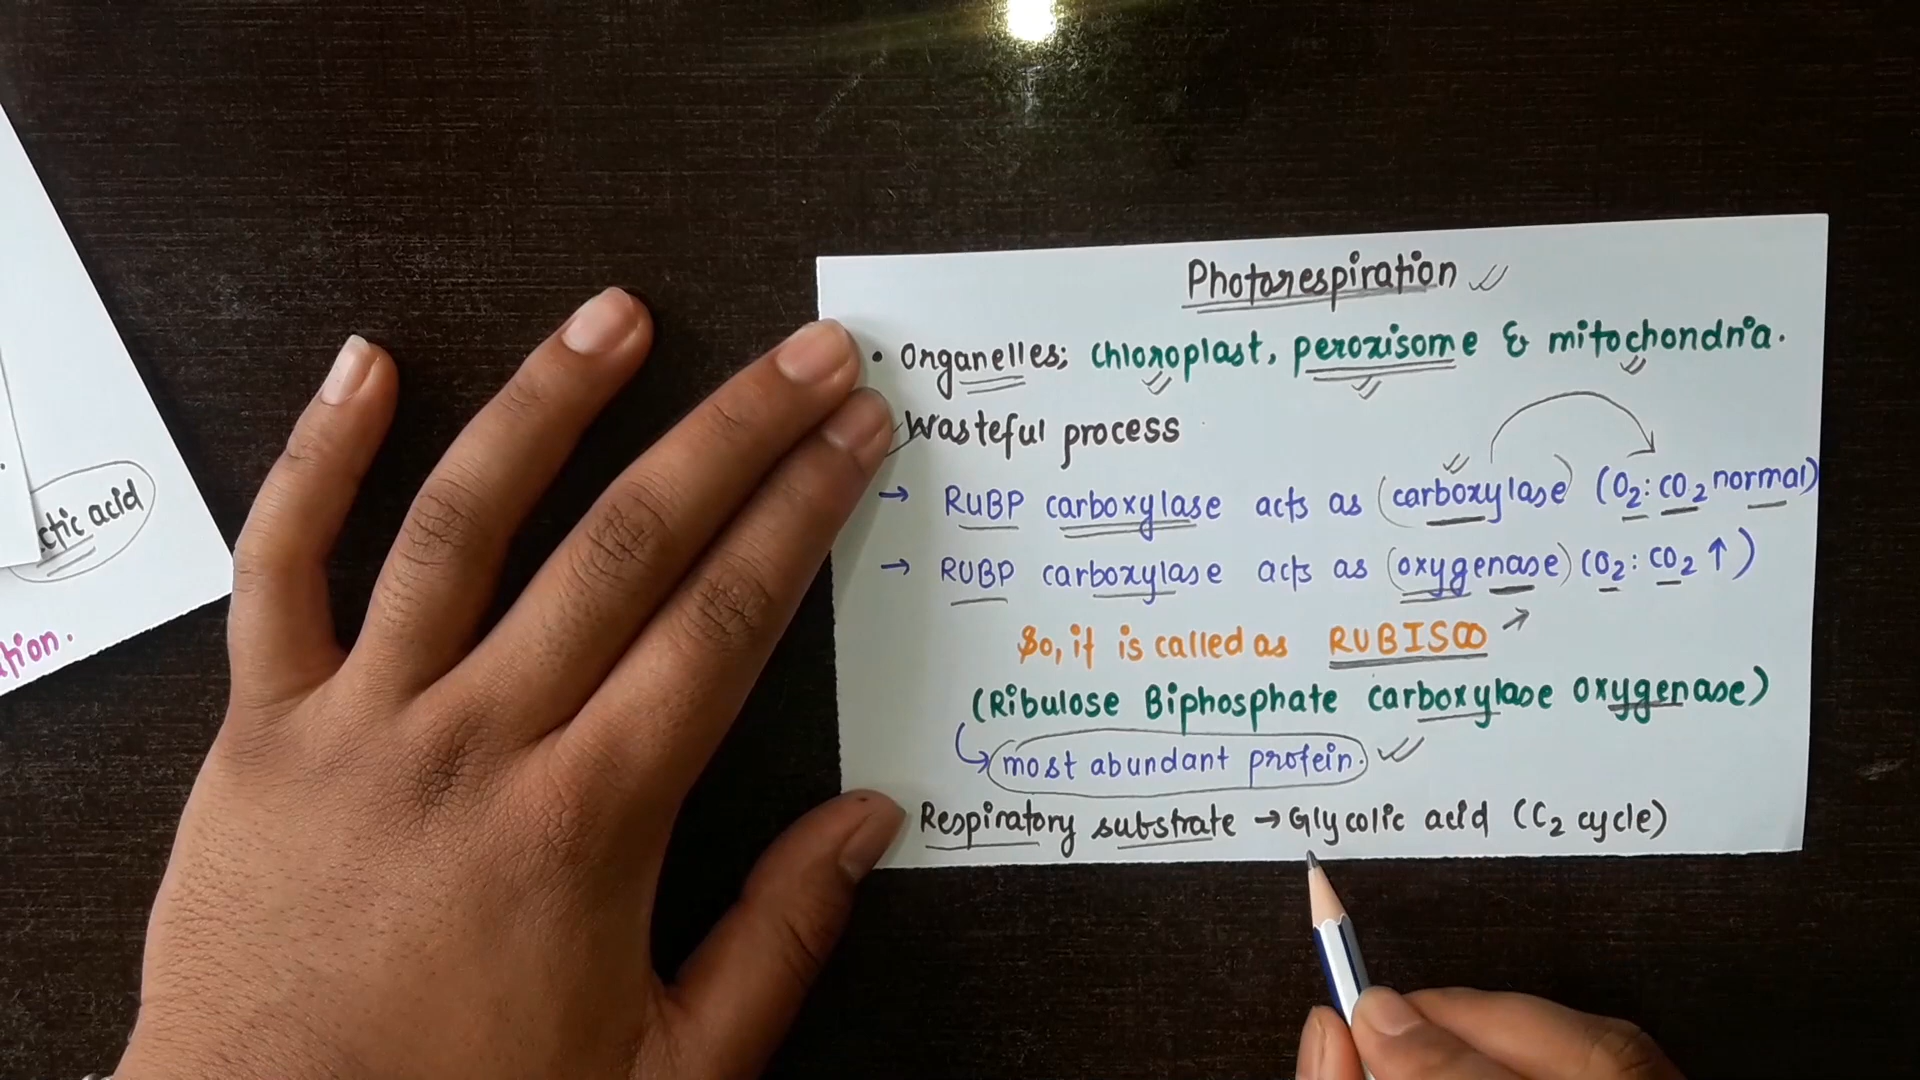 Photorespiration
• Organelles; Chloroplast, peroxisome & mitochondria.
Wasteful process
→ RUBP carboxylase acts as (carboxylase) (O₂: CO₂ normal)
→ RUBP carboxylase acts as (oxygenase) (O₂: CO₂ ↑)
So, it is called as RUBISCO
(Ribulose Biphosphate carboxylase oxygenase)
most abundant protein.
Respiratory substrate → Glycolic acid (C₂ cycle)
ctic acid
ation.